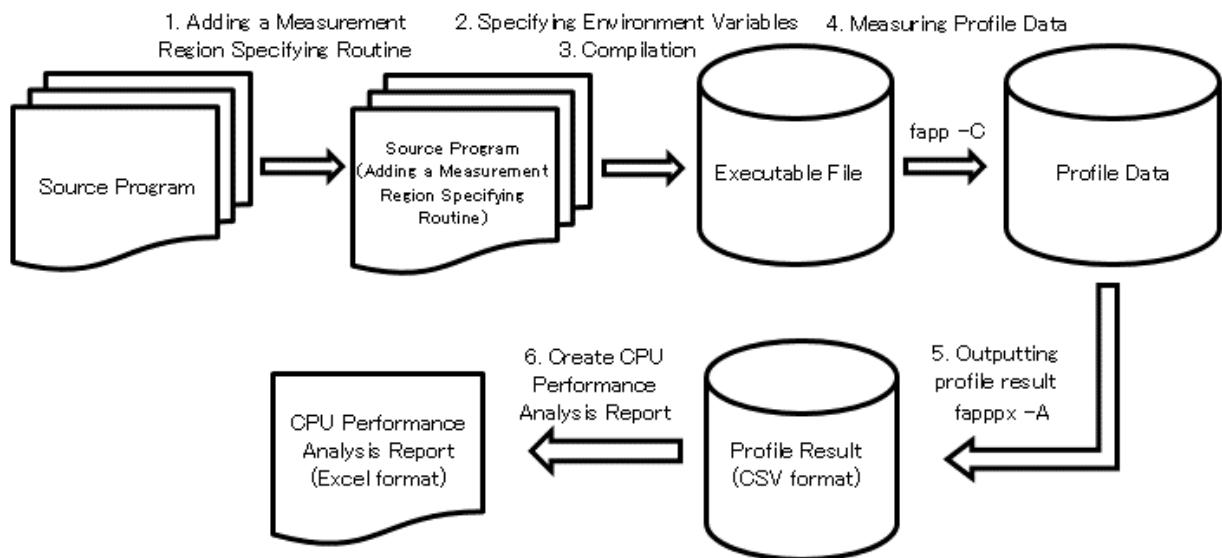 1. Adding a Measurement
Region Specifying Routine
2. Specifying Environment Variables
3. Compilation
4. Measuring Profile Data
Source Program
Source Program
(Adding a Measurement
Region Specifying
Routine)
Executable File
fapp -C
Profile Data
5. Outputting
profile result
fapppx -A
Profile Result
(CSV format)
6. Create CPU
Performance
Analysis Report
CPU Performance
Analysis Report
(Excel format)